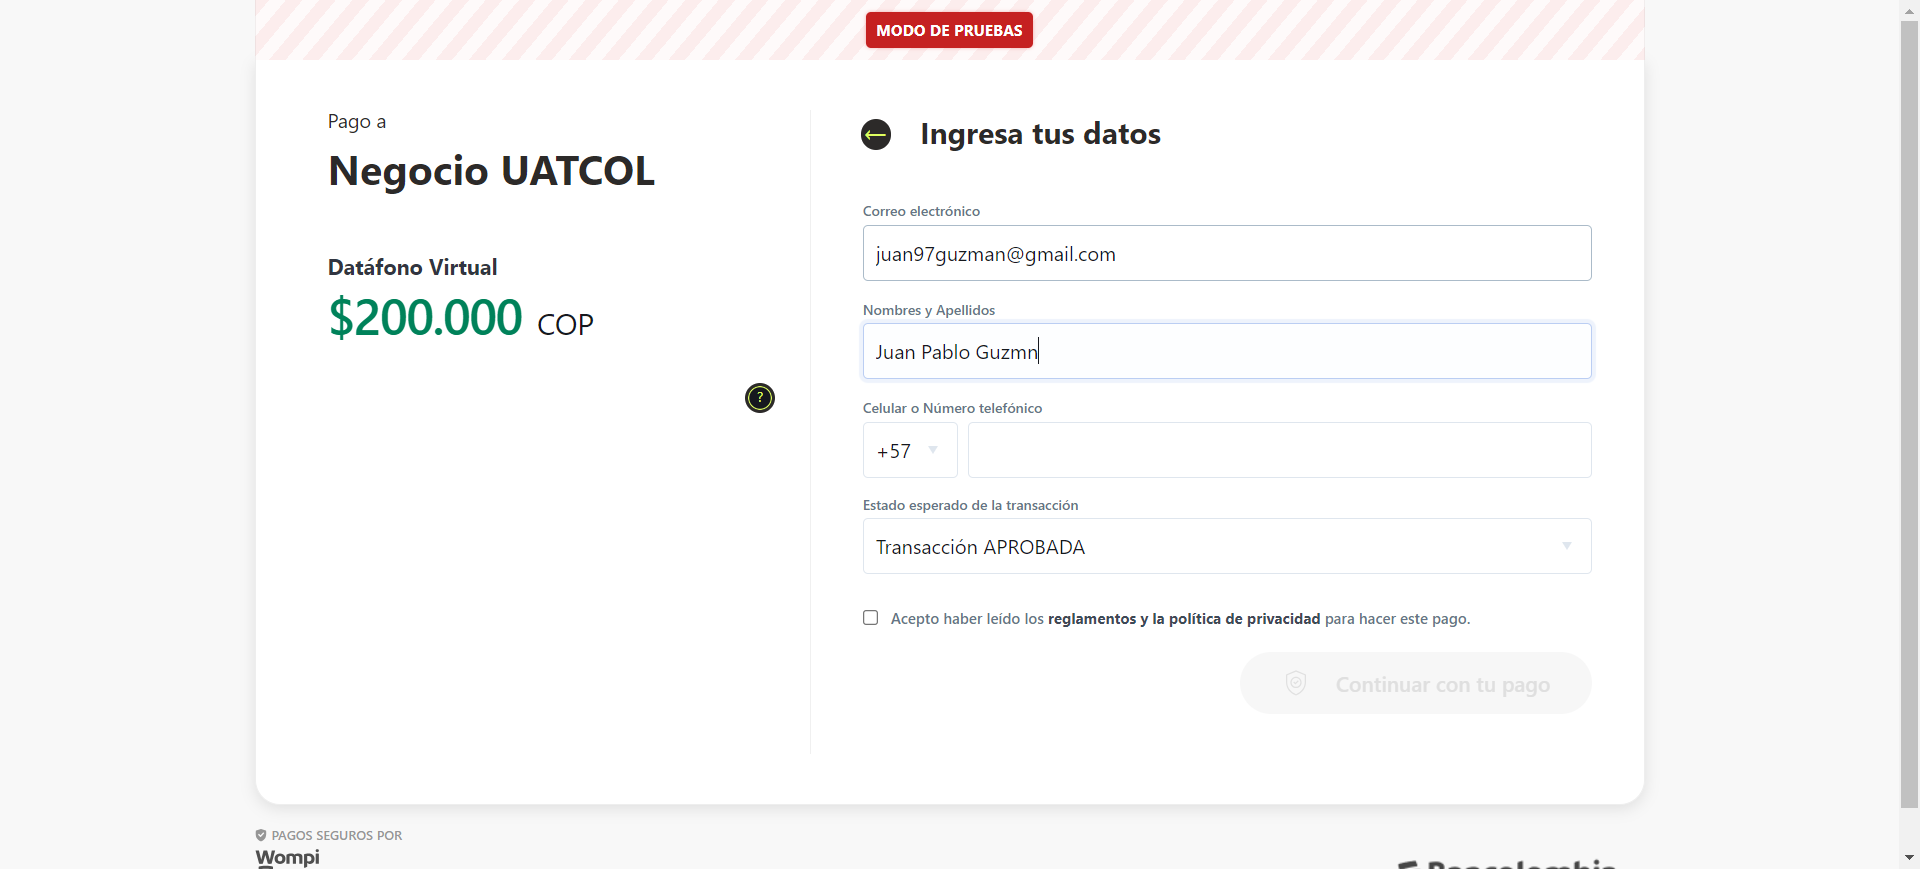 MODO DE PRUEBAS
Pago a
Negocio UATCOL
Datáfono Virtual
$200.000 COP
?
Ingresa tus datos
Correo electrónico
juan97guzman@gmail.com
Nombres y Apellidos
Juan Pablo Guzmn
Celular o Número telefónico
+57
Estado esperado de la transacción
Transacción APROBADA
Acepto haber leído los reglamentos y la política de privacidad para hacer este pago.
Continuar con tu pago
PAGOS SEGUROS POR
Wompi
Bancolombia